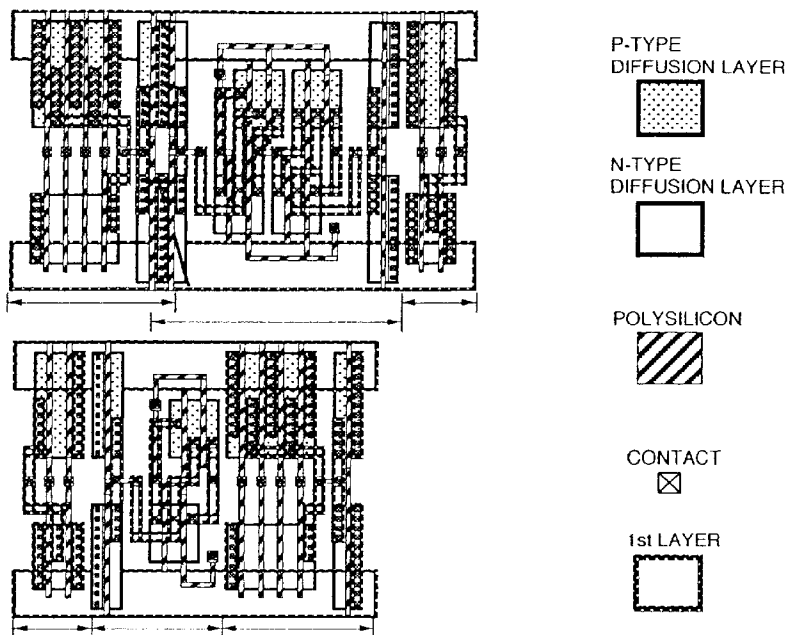 P-TYPE
DIFFUSION LAYER
N-TYPE
DIFFUSION LAYER
POLYSILICON
CONTACT
1st LAYER